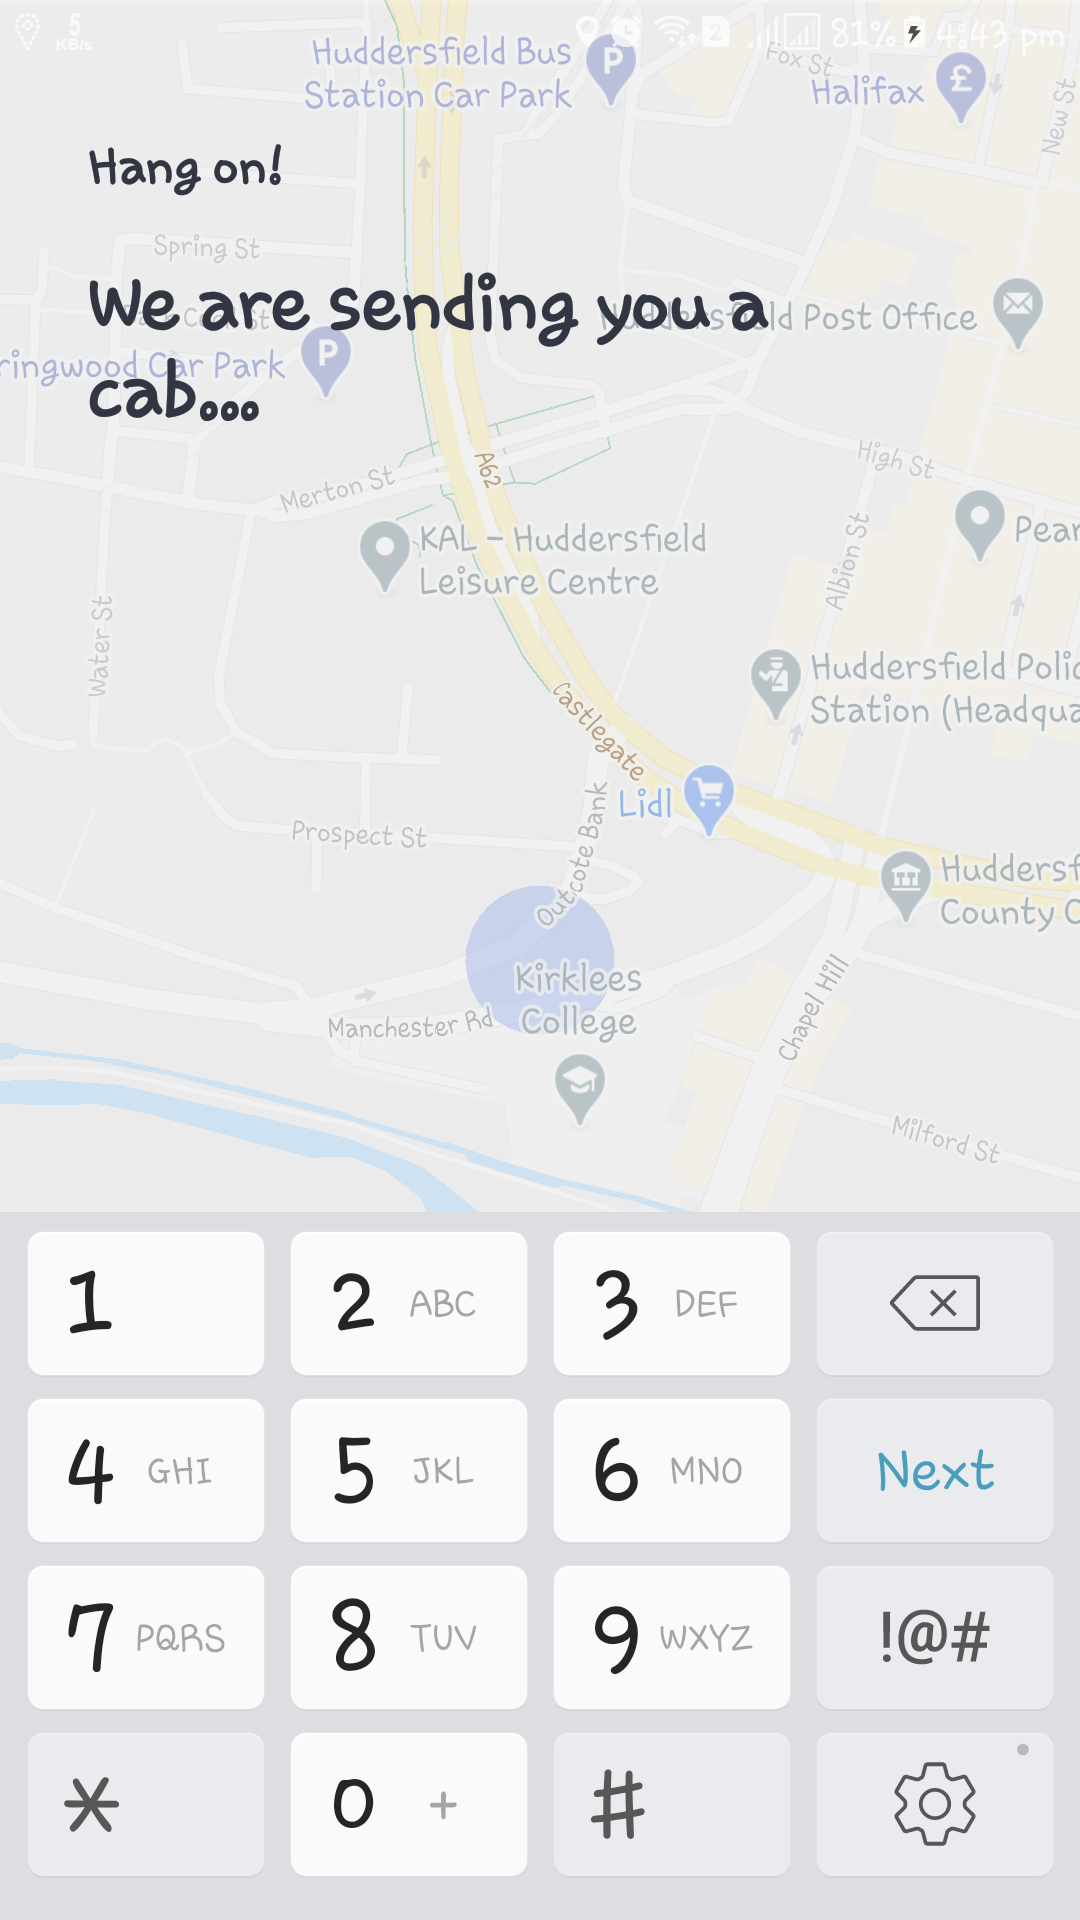 5
KB/s
2
81%
4:43 pm
Huddersfield Bus
Station Car Park
P
Fox St
Halifax
£
New St
Hang on!
Spring St
We are sending you a
cab...
Huddersfield Post Office
ringwood Car Park
P
High St
A62
Merton St
KAL - Huddersfield
Leisure Centre
Pear
Albion St
Water St
Huddersfield Polic
Station (Headqua
Castlegate
Lidl
Outcote Bank
Prospect St
Huddersf
County C
Kirklees
College
Manchester Rd
Chapel Hill
Milford St
1
2 ABC
3 DEF
4 GHI
5 JKL
6 MNO
Next
7 PQRS
8 TUV
9 WXYZ
!@#
*
0 +
#